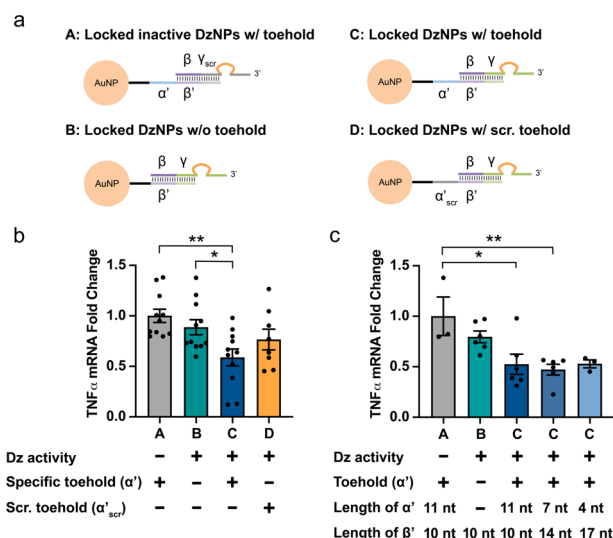 a
A: Locked inactive DzNPs w/ toehold
AuNP
β γscr
3'
α' β'
C: Locked DzNPs w/ toehold
AuNP
β γ
3'
α' β'
B: Locked DzNPs w/o toehold
AuNP
β γ
3'
β'
D: Locked DzNPs w/ scr. toehold
AuNP
β γ
3'
α'scr β'
b
TNFα mRNA Fold Change
1.5
1.0
0.5
0.0
**
*
A B C D
Dz activity − + + +
Specific toehold (α') + − + −
Scr. toehold (α'scr) − − − +
c
TNFα mRNA Fold Change
1.5
1.0
0.5
0.0
**
*
A B C C C
Dz activity − + + + +
Toehold (α') + − + + +
Length of α' 11 nt − 11 nt 7 nt 4 nt
Length of β' 10 nt 10 nt 10 nt 14 nt 17 nt